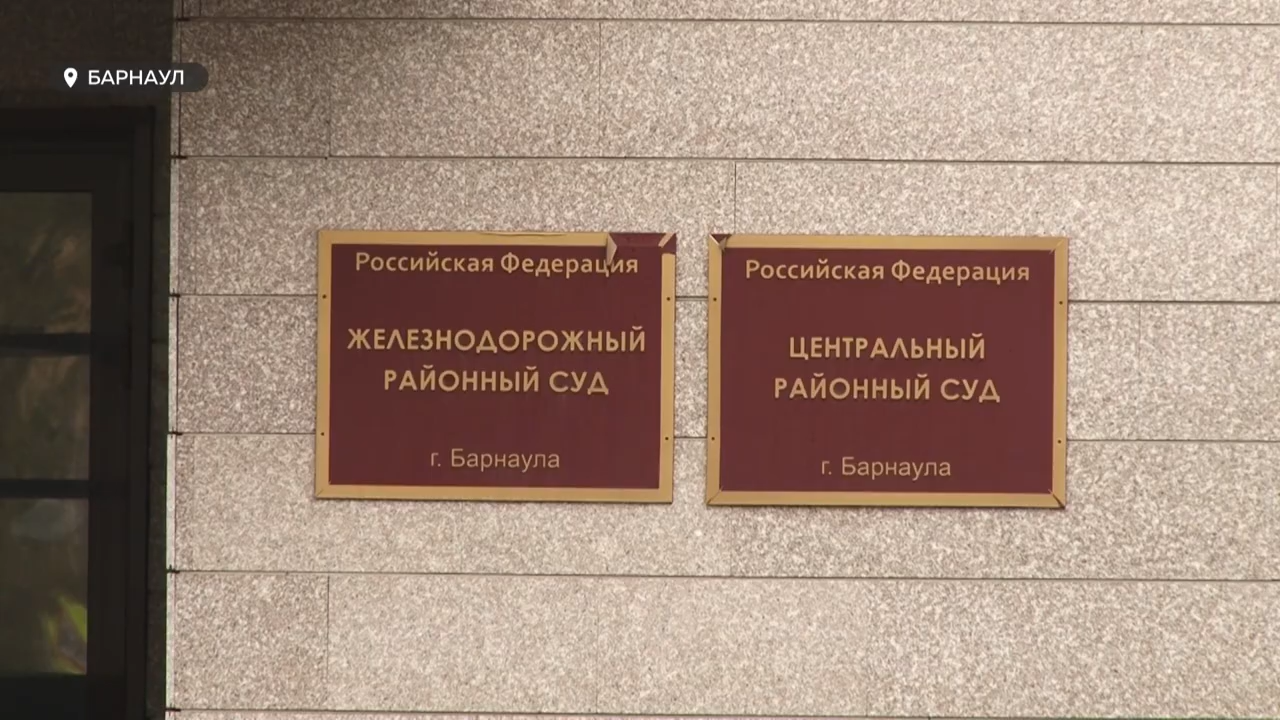 БАРНАУЛ
Российская Федерация
ЖЕЛЕЗНОДОРОЖНЫЙ
РАЙОННЫЙ СУД
г. Барнаула
Российская Федерация
ЦЕНТРАЛЬНЫЙ
РАЙОННЫЙ СУД
г. Барнаула